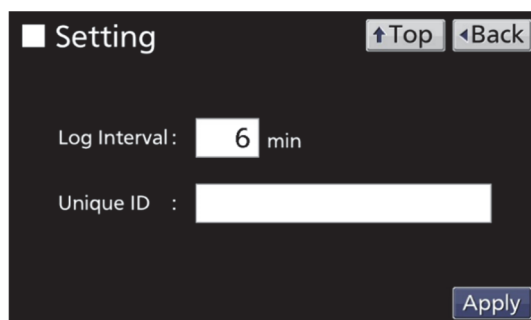 Setting
↑Top
◂Back
Log Interval: 6 min
Unique ID :
Apply